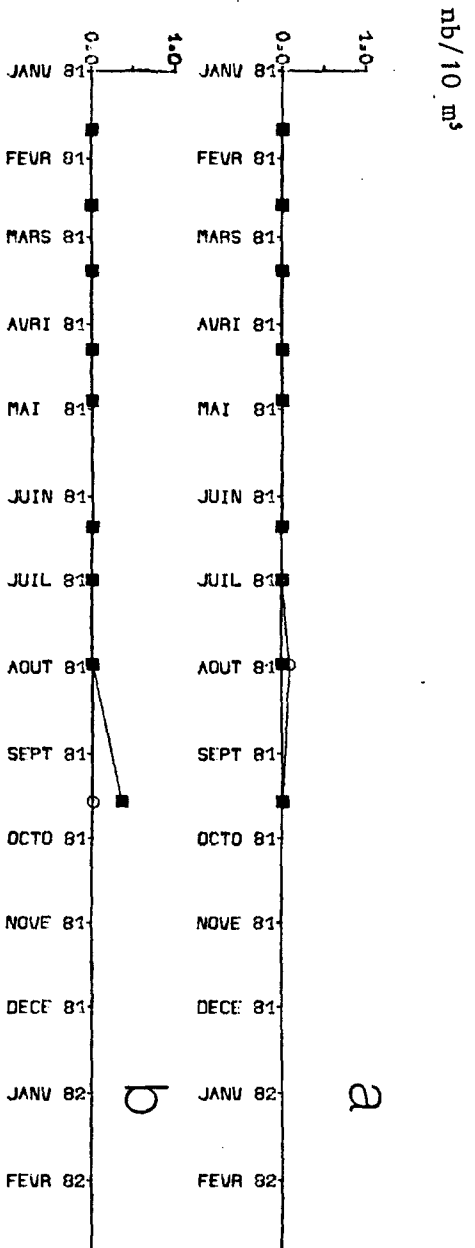 nb/10 m³
a
0.0 1.0
JANV 81
FEVR 81
MARS 81
AVRI 81
MAI 81
JUIN 81
JUIL 81
AOUT 81
SEPT 81
OCTO 81
NOVE 81
DECE 81
JANV 82
FEVR 82
b
0.0 1.0
JANV 81
FEVR 81
MARS 81
AVRI 81
MAI 81
JUIN 81
JUIL 81
AOUT 81
SEPT 81
OCTO 81
NOVE 81
DECE 81
JANV 82
FEVR 82